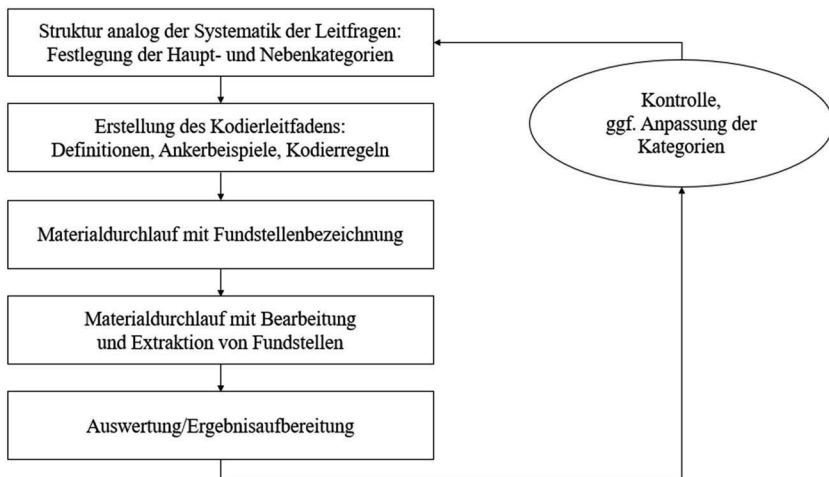 Struktur analog der Systematik der Leitfragen:
Festlegung der Haupt- und Nebenkategorien
Erstellung des Kodierleitfadens:
Definitionen, Ankerbeispiele, Kodierregeln
Materialdurchlauf mit Fundstellenbezeichnung
Materialdurchlauf mit Bearbeitung
und Extraktion von Fundstellen
Auswertung/Ergebnisaufbereitung
Kontrolle,
ggf. Anpassung der
Kategorien